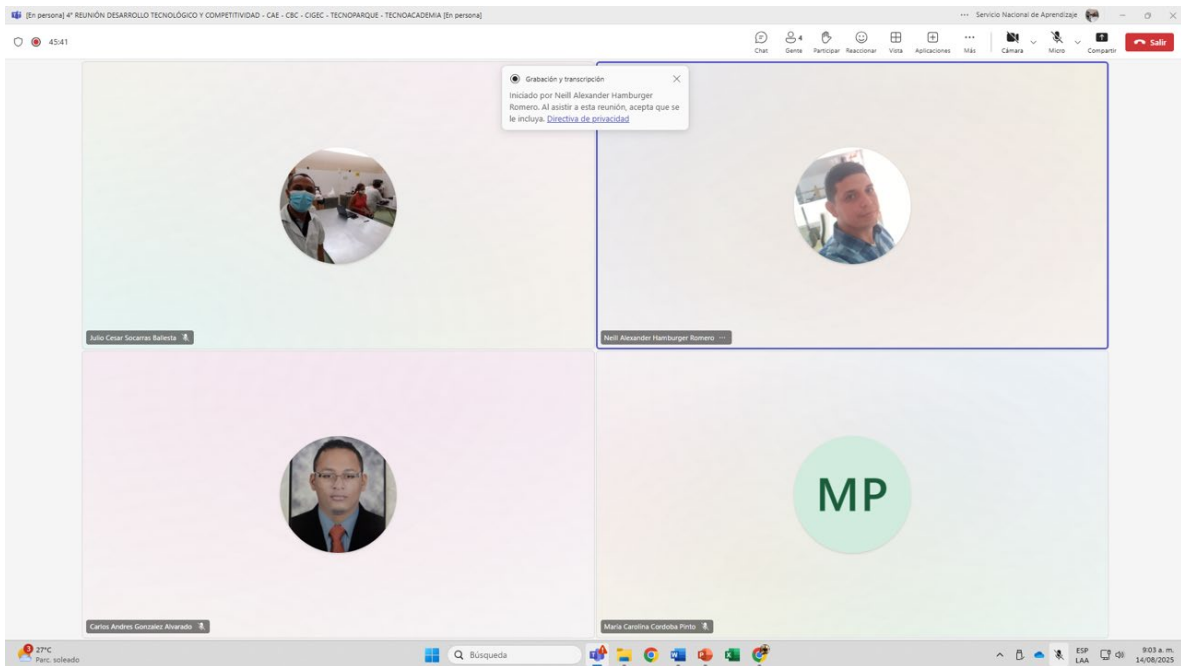 [En persona] 4° REUNIÓN DESARROLLO TECNOLÓGICO Y COMPETITIVIDAD - CAE - CBC - CIGEC - TECNOPARQUE - TECNOACADEMIA [En persona]
Servicio Nacional de Aprendizaje
45:41
4
Chat Gente Participar Reaccionar Vista Aplicaciones Más Cámara Micro Compartir
Salir
Grabación y transcripción
Iniciado por Neill Alexander Hamburger
Romero. Al asistir a esta reunión, acepta que se
le incluya. Directiva de privacidad
Julio Cesar Socarras Ballesta
Neill Alexander Hamburger Romero
MP
Carlos Andres Gonzalez Alvarado
Maria Carolina Cordoba Pinto
3
27°C
Parc. soleado
Búsqueda
ESP
LAA
9:03 a. m.
14/08/2025